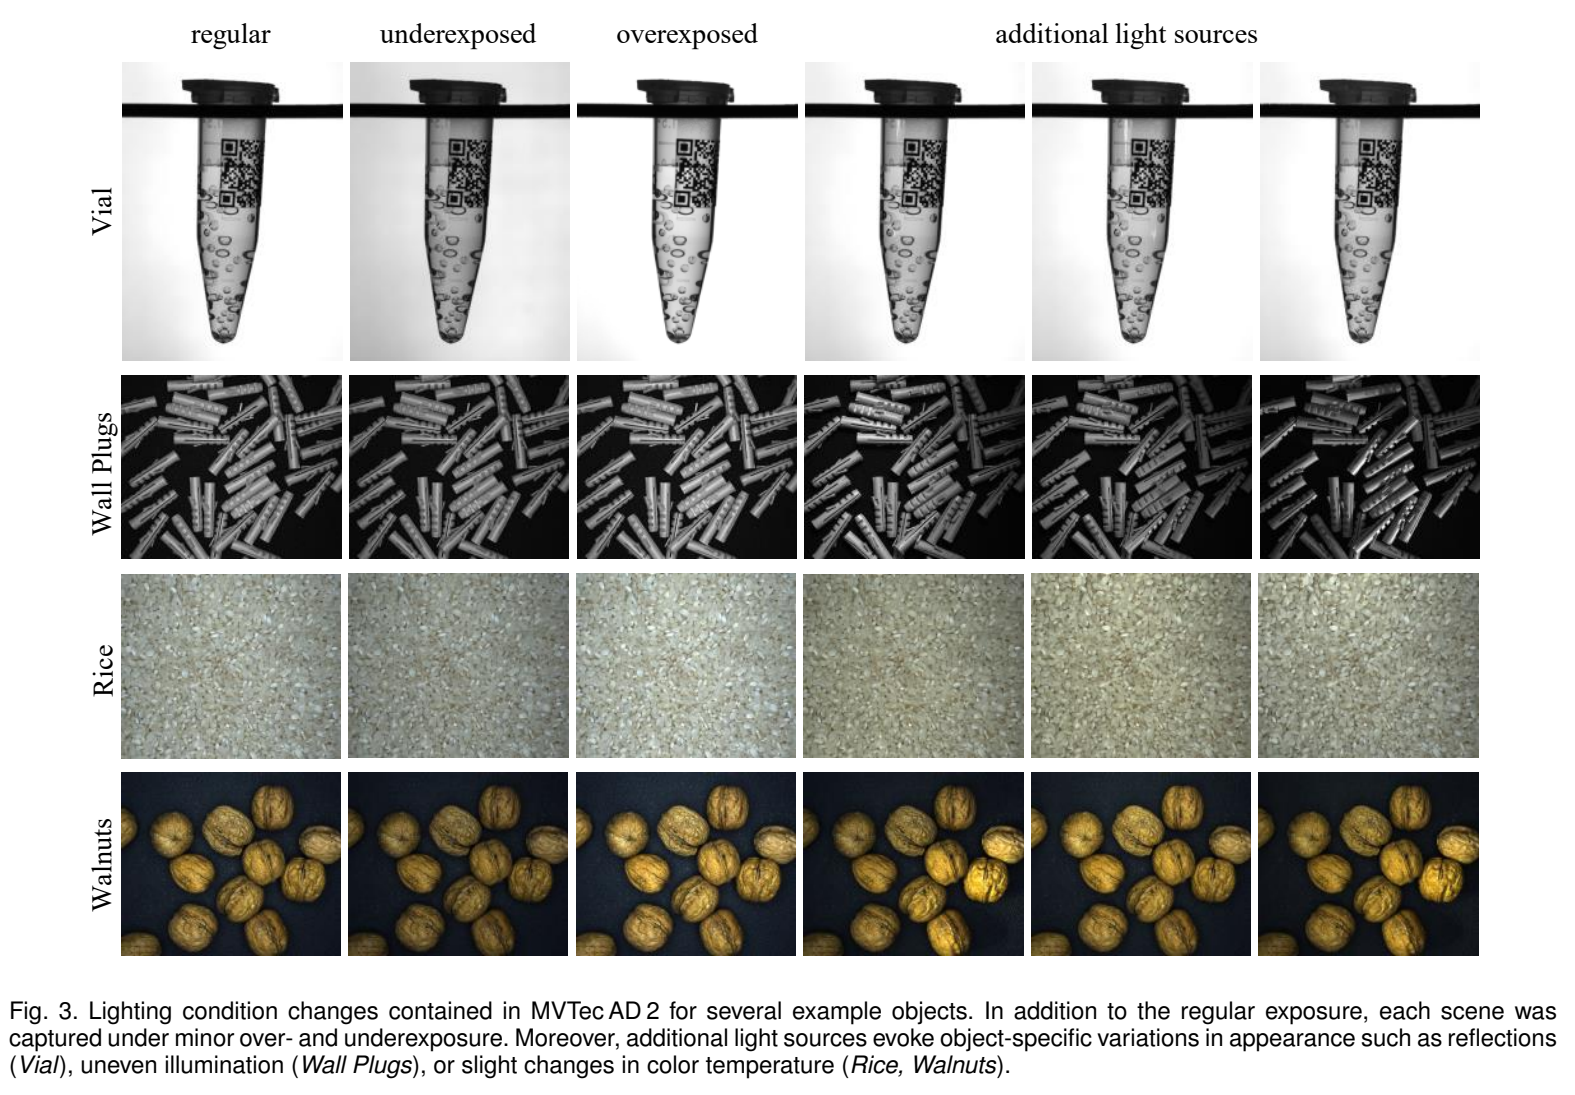 regular underexposed overexposed additional light sources
Vial
Wall Plugs
Rice
Walnuts
Fig. 3. Lighting condition changes contained in MVTec AD 2 for several example objects. In addition to the regular exposure, each scene was
captured under minor over- and underexposure. Moreover, additional light sources evoke object-specific variations in appearance such as reflections
(Vial), uneven illumination (Wall Plugs), or slight changes in color temperature (Rice, Walnuts).